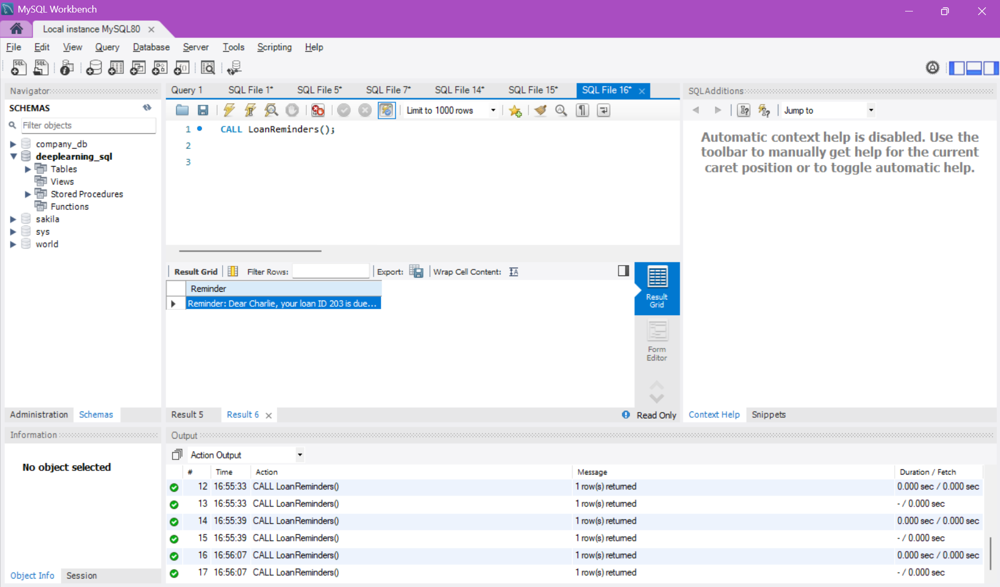 MySQL Workbench
Local instance MySQL80
File Edit View Query Database Server Tools Scripting Help
Navigator
SCHEMAS
Filter objects
company_db
deeplearning_sql
Tables
Views
Stored Procedures
Functions
sakila
sys
world
Administration Schemas
Information
No object selected
Object Info Session
Query 1 SQL File 1* SQL File 5* SQL File 7* SQL File 14* SQL File 15* SQL File 16*
Limit to 1000 rows
1 CALL LoanReminders();
2
3
Result Grid Filter Rows: Export: Wrap Cell Content:
Reminder
Reminder: Dear Charlie, your loan ID 203 is due...
Result Grid
Form Editor
Result 5 Result 6 Read Only
SQLAdditions
Jump to
Automatic context help is disabled. Use the
toolbar to manually get help for the current
caret position or to toggle automatic help.
Context Help Snippets
Output
Action Output
# Time Action Message Duration / Fetch
12 16:55:33 CALL LoanReminders() 1 row(s) returned 0.000 sec / 0.000 sec
13 16:55:33 CALL LoanReminders() 1 row(s) returned - / 0.000 sec
14 16:55:39 CALL LoanReminders() 1 row(s) returned 0.000 sec / 0.000 sec
15 16:55:39 CALL LoanReminders() 1 row(s) returned - / 0.000 sec
16 16:56:07 CALL LoanReminders() 1 row(s) returned 0.000 sec / 0.000 sec
17 16:56:07 CALL LoanReminders() 1 row(s) returned - / 0.000 sec